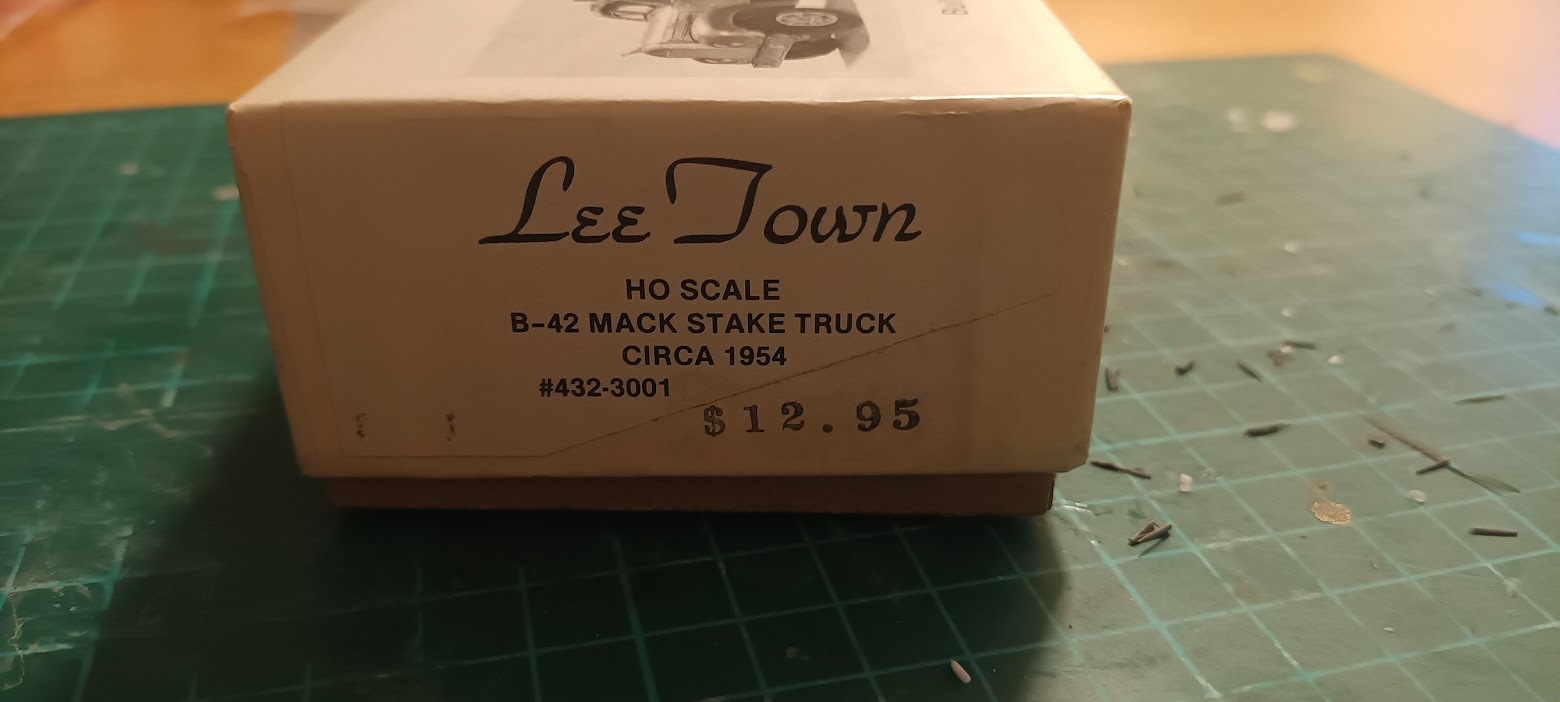 Lee Town
HO SCALE
B-42 MACK STAKE TRUCK
CIRCA 1954
#432-3001
$12.95